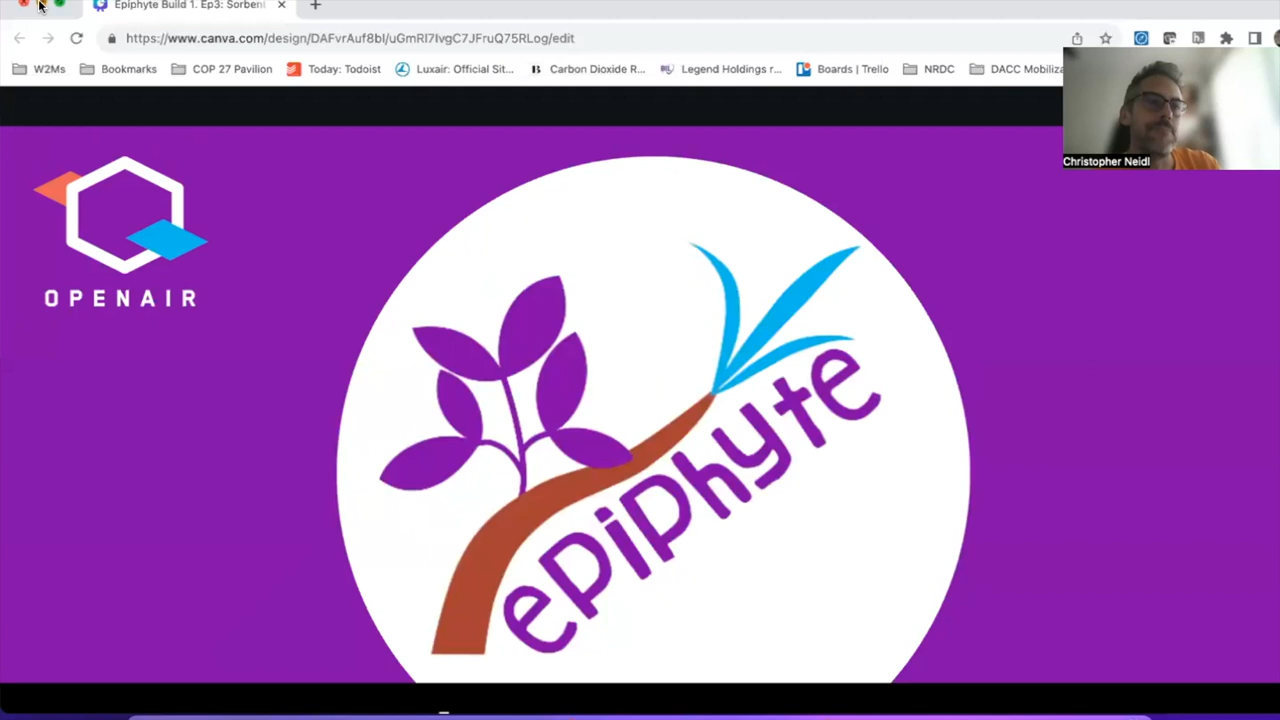 Epiphyte Build 1. Ep3: Sorben
https://www.canva.com/design/DAFvrAuf8bI/uGmRI7IvgC7JFruQ75RLog/edit
W2Ms
Bookmarks
COP 27 Pavilion
Today: Todoist
Luxair: Official Sit...
Carbon Dioxide R...
Legend Holdings r...
Boards | Trello
NRDC
DACC Mobiliza
Christopher Neidl
OPENAIR
ePiPhyte